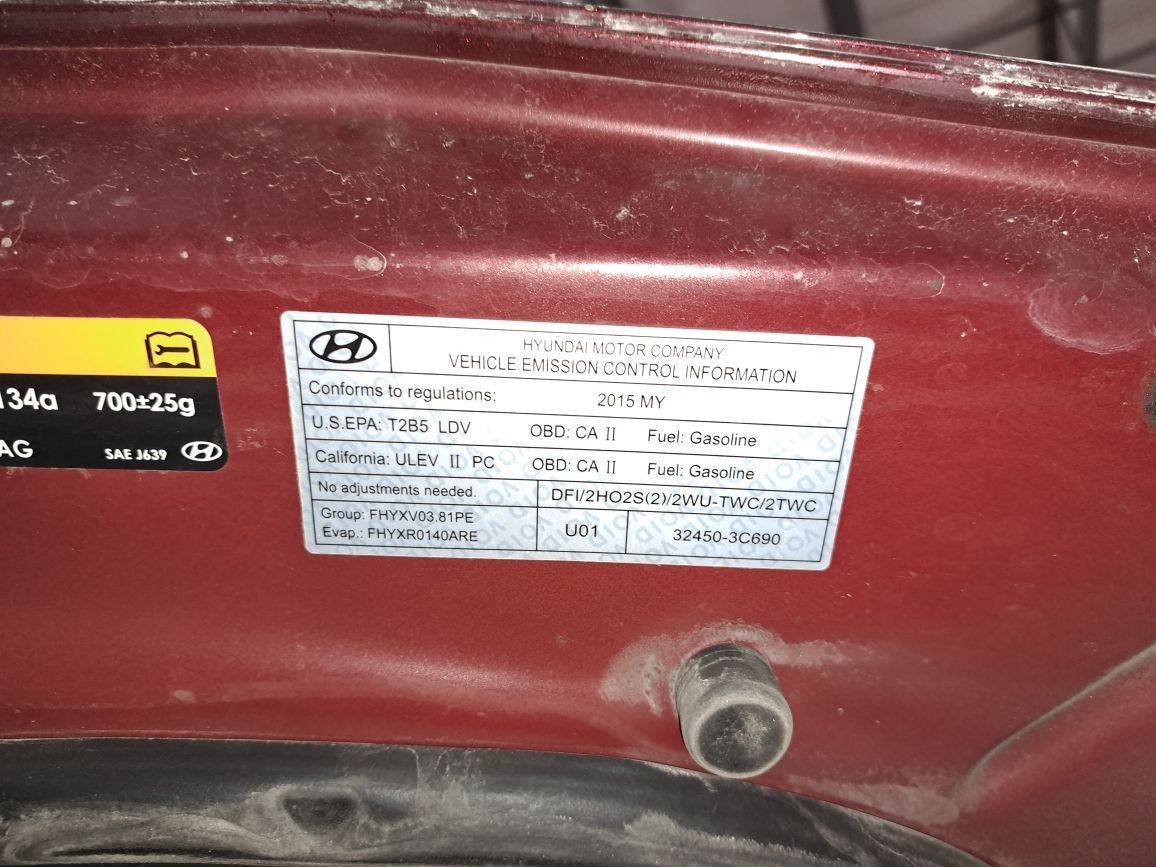 134a 700±25g
AG SAE J639
HYUNDAI MOTOR COMPANY
VEHICLE EMISSION CONTROL INFORMATION
Conforms to regulations: 2015 MY
U.S.EPA: T2B5 LDV OBD: CA II Fuel: Gasoline
California: ULEV II PC OBD: CA II Fuel: Gasoline
No adjustments needed. DFI/2HO2S(2)/2WU-TWC/2TWC
Group: FHYXV03.81PE
Evap.: FHYXR0140ARE
U01 32450-3C690